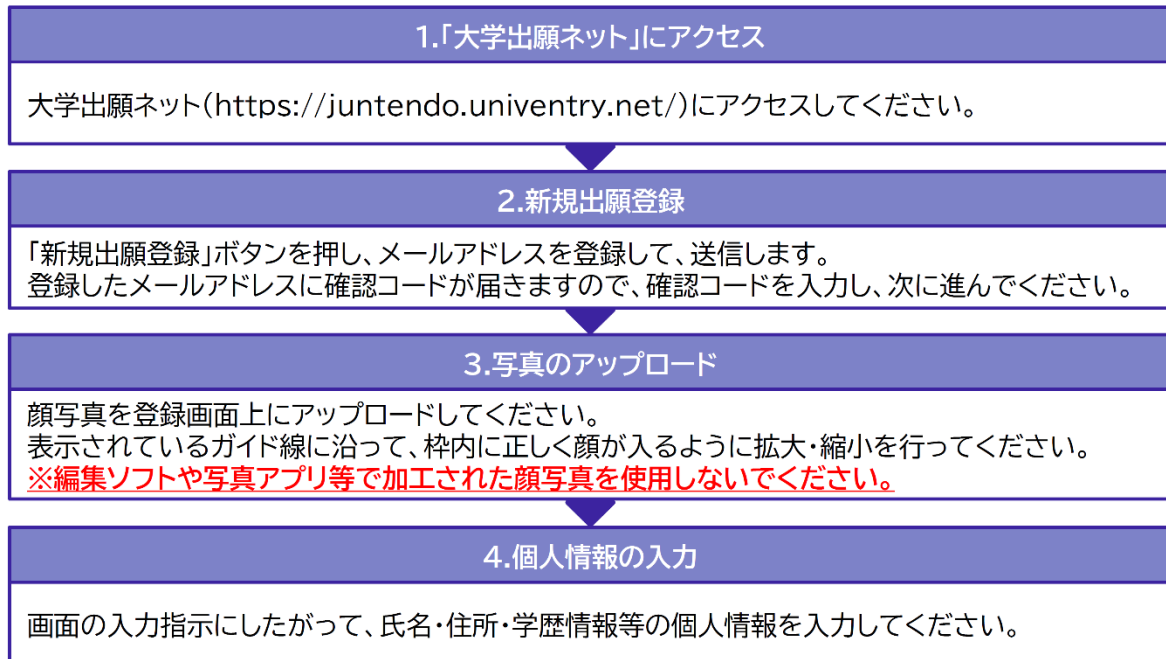 1.「大学出願ネット」にアクセス
大学出願ネット(https://juntendo.univentry.net/)にアクセスしてください。
2.新規出願登録
「新規出願登録」ボタンを押し、メールアドレスを登録して、送信します。
登録したメールアドレスに確認コードが届きますので、確認コードを入力し、次に進んでください。
3.写真のアップロード
顔写真を登録画面上にアップロードしてください。
表示されているガイド線に沿って、枠内に正しく顔が入るように拡大・縮小を行ってください。
※編集ソフトや写真アプリ等で加工された顔写真を使用しないでください。
4.個人情報の入力
画面の入力指示にしたがって、氏名・住所・学歴情報等の個人情報を入力してください。